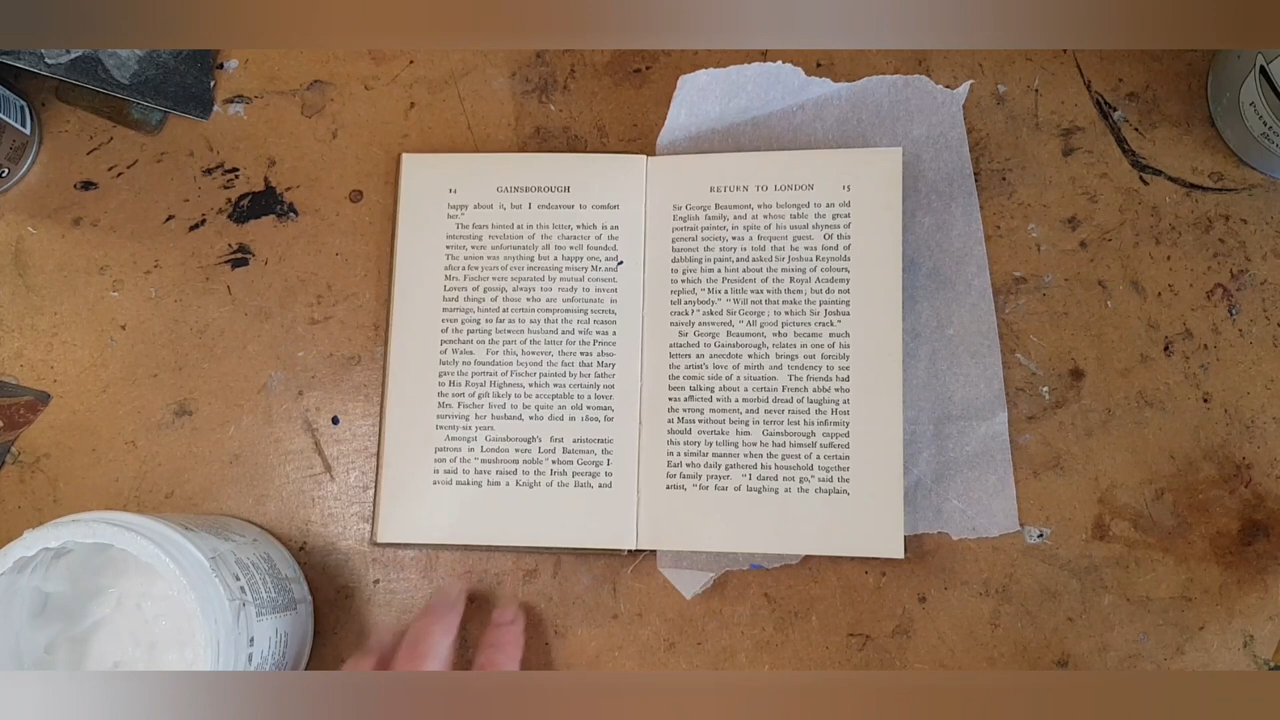 14 GAINSBOROUGH
happy about it, but I endeavour to comfort
her."
The fears hinted at in this letter, which is an
interesting revelation of the character of the
writer, were unfortunately all too well founded.
The union was anything but a happy one, and
after a few years of ever increasing misery Mr. and
Mrs. Fischer were separated by mutual consent.
Lovers of gossip, always too ready to invent
hard things of those who are unfortunate in
marriage, hinted at certain compromising secrets,
even going so far as to say that the real reason
of the parting between husband and wife was a
penchant on the part of the latter for the Prince
of Wales. For this, however, there was abso-
lutely no foundation beyond the fact that Mary
gave the portrait of Fischer painted by her father
to His Royal Highness, which was certainly not
the sort of gift likely to be acceptable to a lover.
Mrs. Fischer lived to be quite an old woman,
surviving her husband, who died in 1800, for
twenty-six years.
Amongst Gainsborough's first aristocratic
patrons in London were Lord Bateman, the
son of the "mushroom noble" whom George I.
is said to have raised to the Irish peerage to
avoid making him a Knight of the Bath, and
RETURN TO LONDON 15
Sir George Beaumont, who belonged to an old
English family, and at whose table the great
portrait-painter, in spite of his usual shyness of
general society, was a frequent guest. Of this
baronet the story is told that he was fond of
dabbling in paint, and asked Sir Joshua Reynolds
to give him a hint about the mixing of colours,
to which the President of the Royal Academy
replied, "Mix a little wax with them; but do not
tell anybody." "Will not that make the painting
crack?" asked Sir George; to which Sir Joshua
naively answered, "All good pictures crack."
Sir George Beaumont, who became much
attached to Gainsborough, relates in one of his
letters an anecdote which brings out forcibly
the artist's love of mirth and tendency to see
the comic side of a situation. The friends had
been talking about a certain French abbé who
was afflicted with a morbid dread of laughing at
the wrong moment, and never raised the Host
at Mass without being in terror lest his infirmity
should overtake him. Gainsborough capped
this story by telling how he had himself suffered
in a similar manner when the guest of a certain
Earl who daily gathered his household together
for family prayer. "I dared not go," said the
artist, "for fear of laughing at the chaplain,